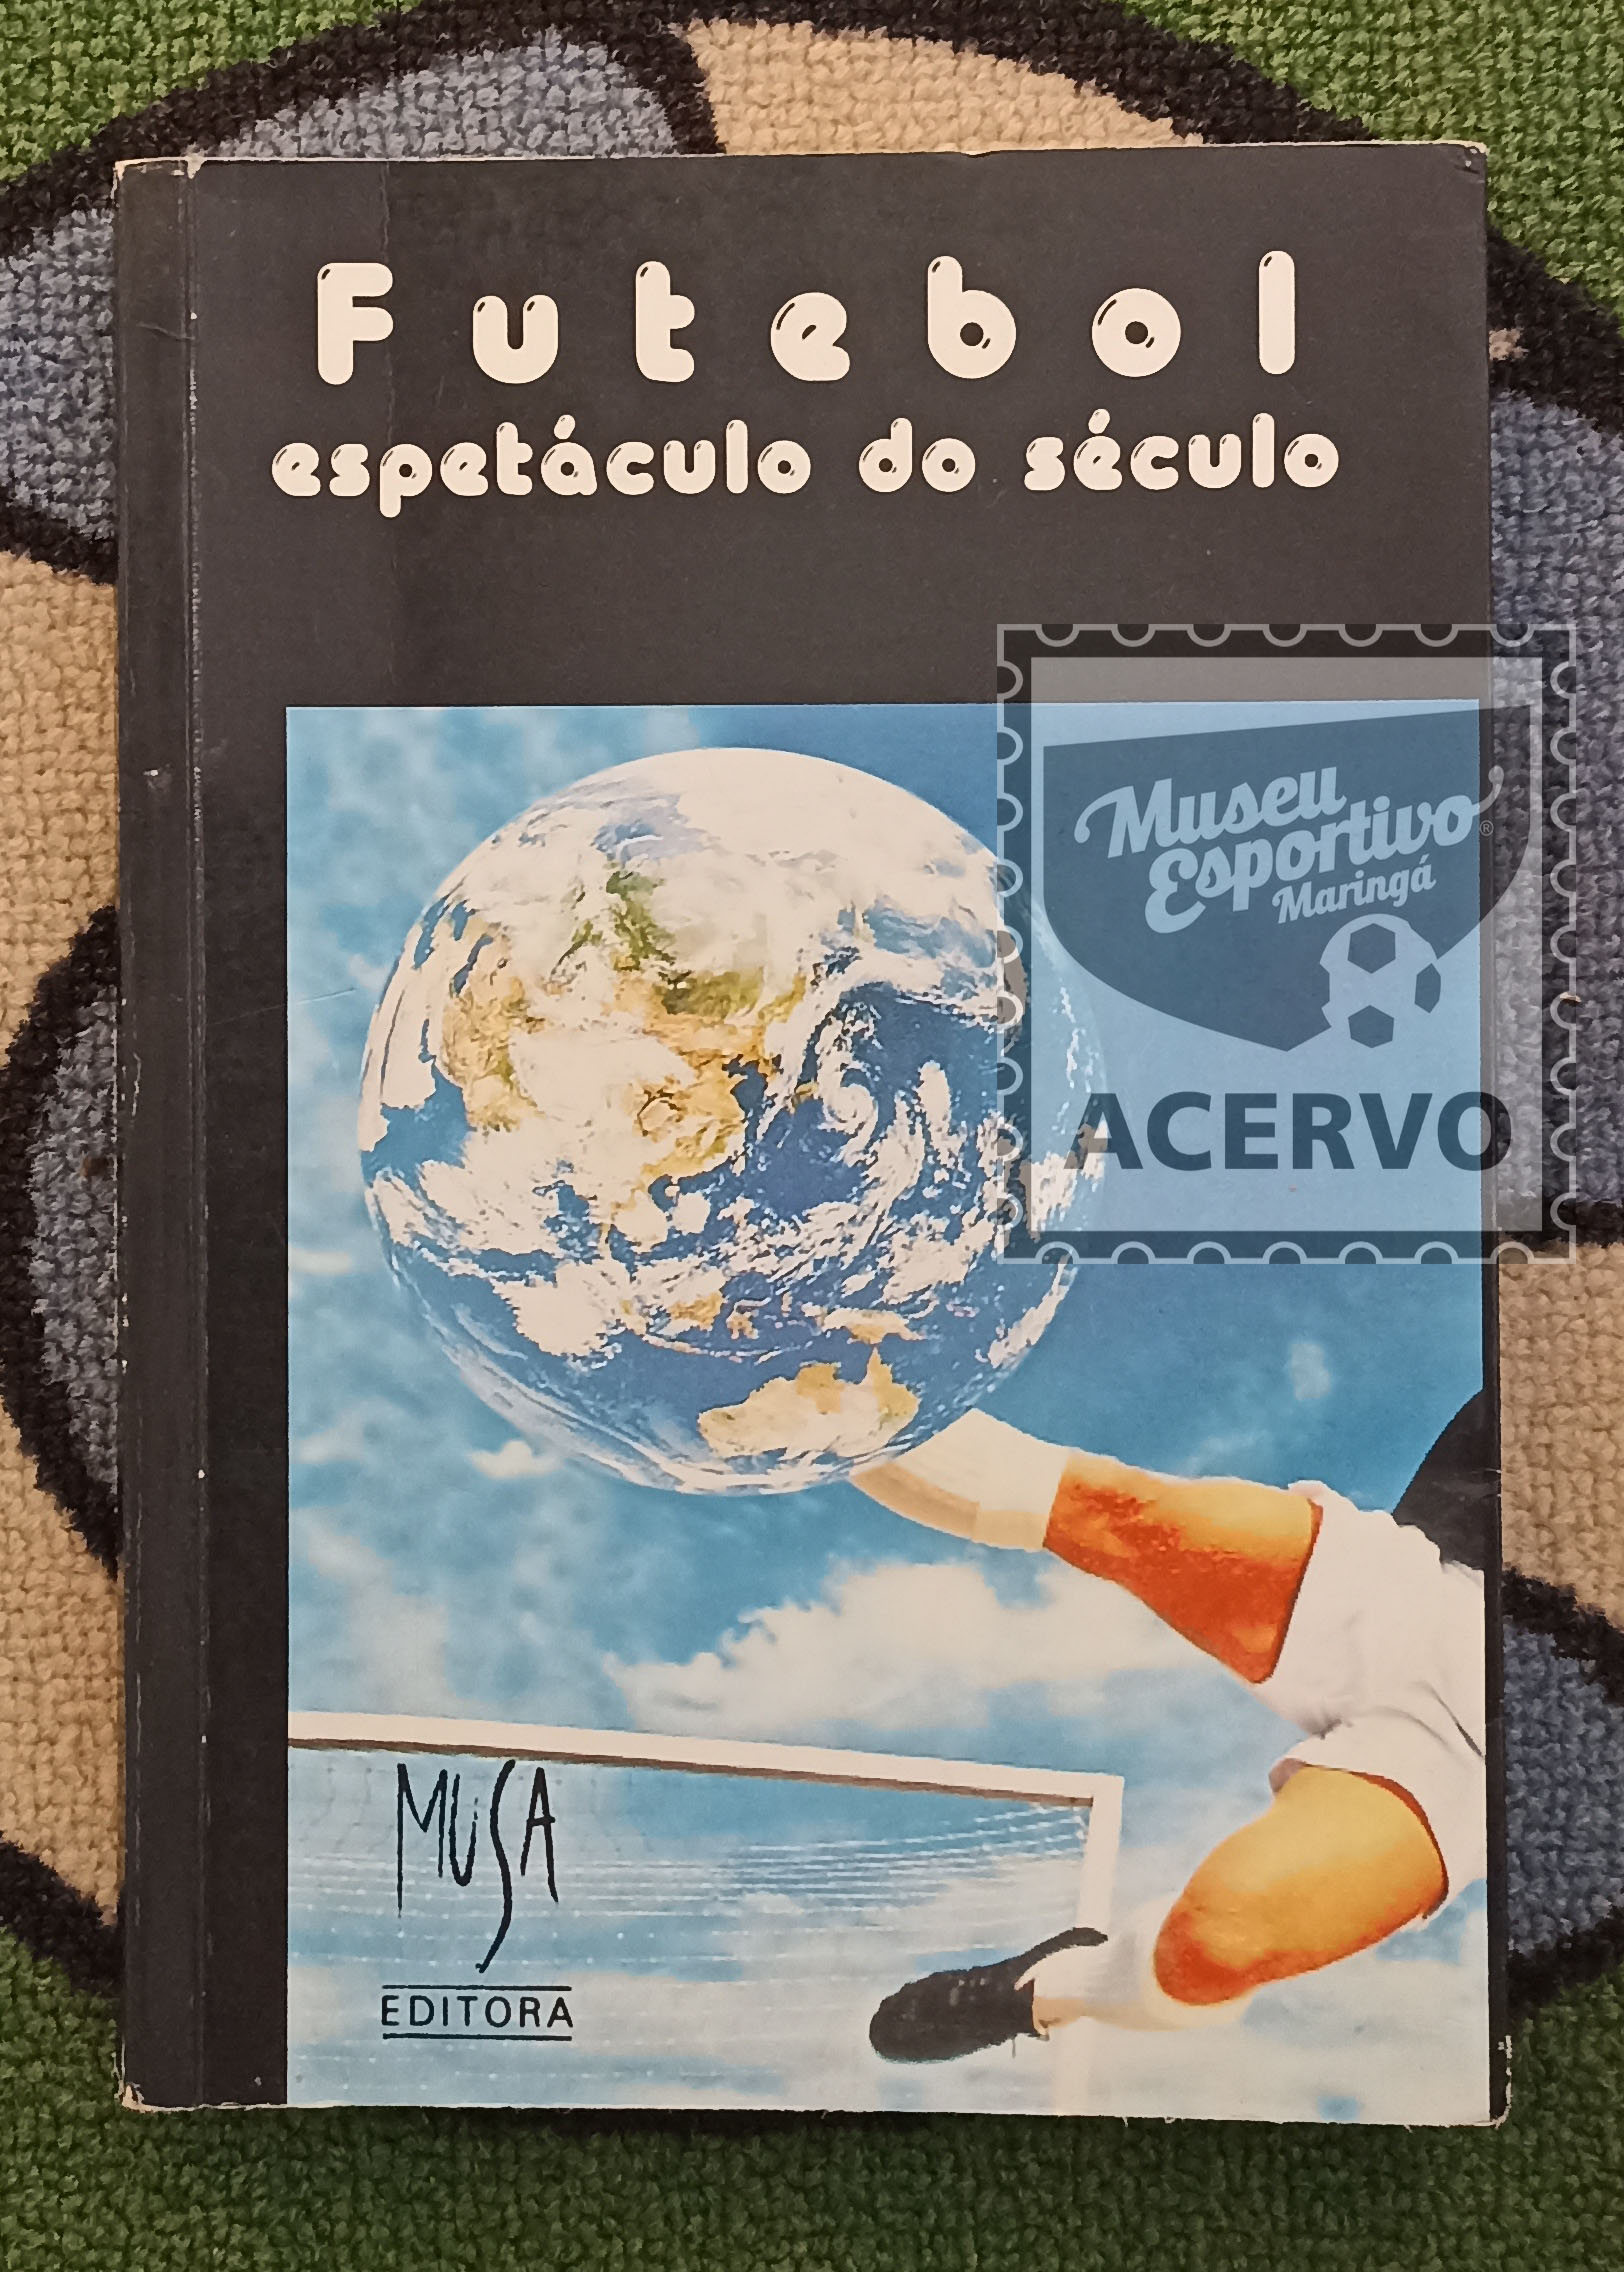 Futebol
espetáculo do século
Museu
Esportivo®
Maringá
ACERVO
MUSA
EDITORA